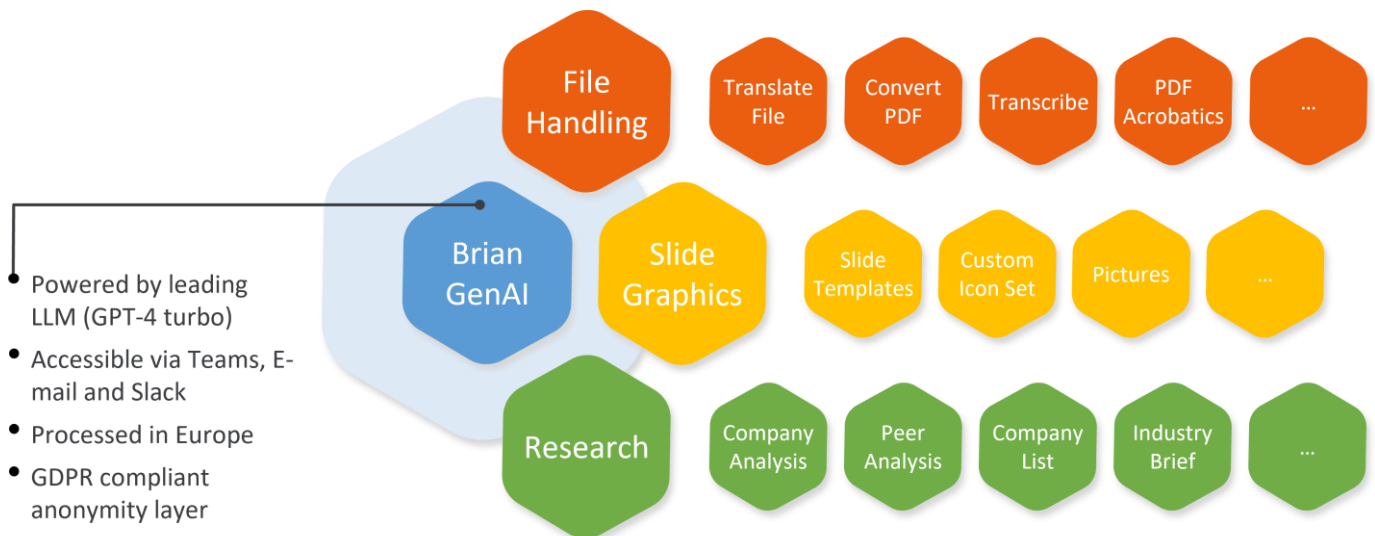 File
Handling
Translate
File
Convert
PDF
Transcribe
PDF
Acrobatics
...
Brian
GenAI
Slide
Graphics
Slide
Templates
Custom
Icon Set
Pictures
...
Research
Company
Analysis
Peer
Analysis
Company
List
Industry
Brief
...
• Powered by leading
LLM (GPT-4 turbo)
• Accessible via Teams, E-
mail and Slack
• Processed in Europe
• GDPR compliant
anonymity layer